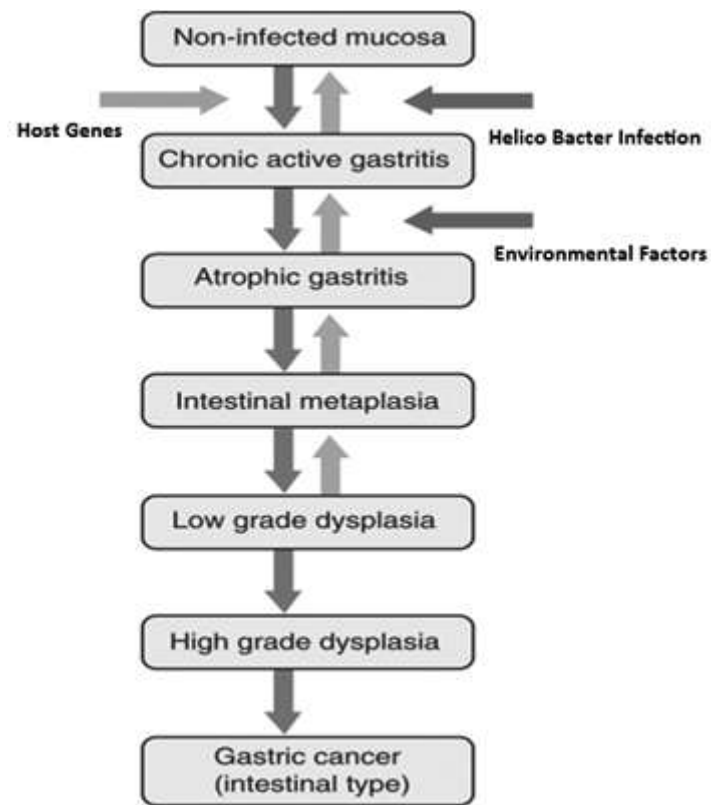 Non-infected mucosa
Host Genes
Helico Bacter Infection
Chronic active gastritis
Environmental Factors
Atrophic gastritis
Intestinal metaplasia
Low grade dysplasia
High grade dysplasia
Gastric cancer
(intestinal type)